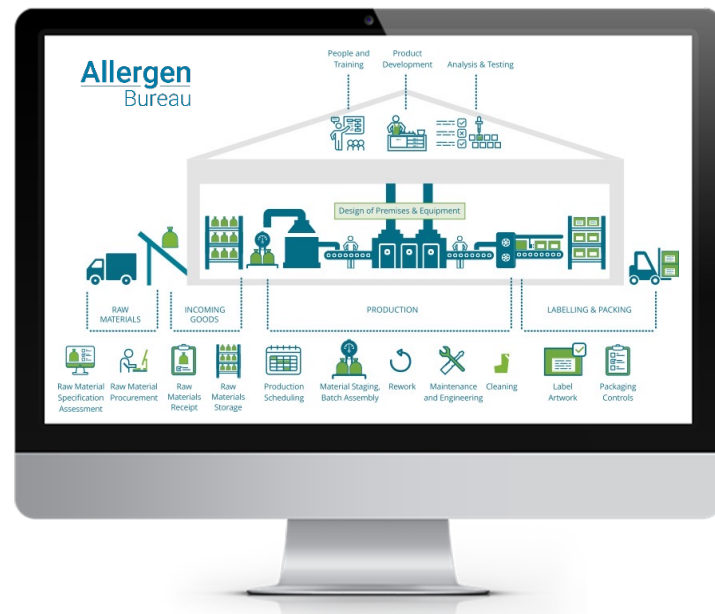 Allergen
Bureau
People and
Training
Product
Development
Analysis & Testing
Design of Premises & Equipment
RAW
MATERIALS
INCOMING
GOODS
PRODUCTION
LABELLING & PACKING
Raw Material
Specification
Assessment
Raw Material
Procurement
Raw
Materials
Receipt
Raw
Materials
Storage
Production
Scheduling
Material Staging,
Batch Assembly
Rework
Maintenance
and Engineering
Cleaning
Label
Artwork
Packaging
Controls